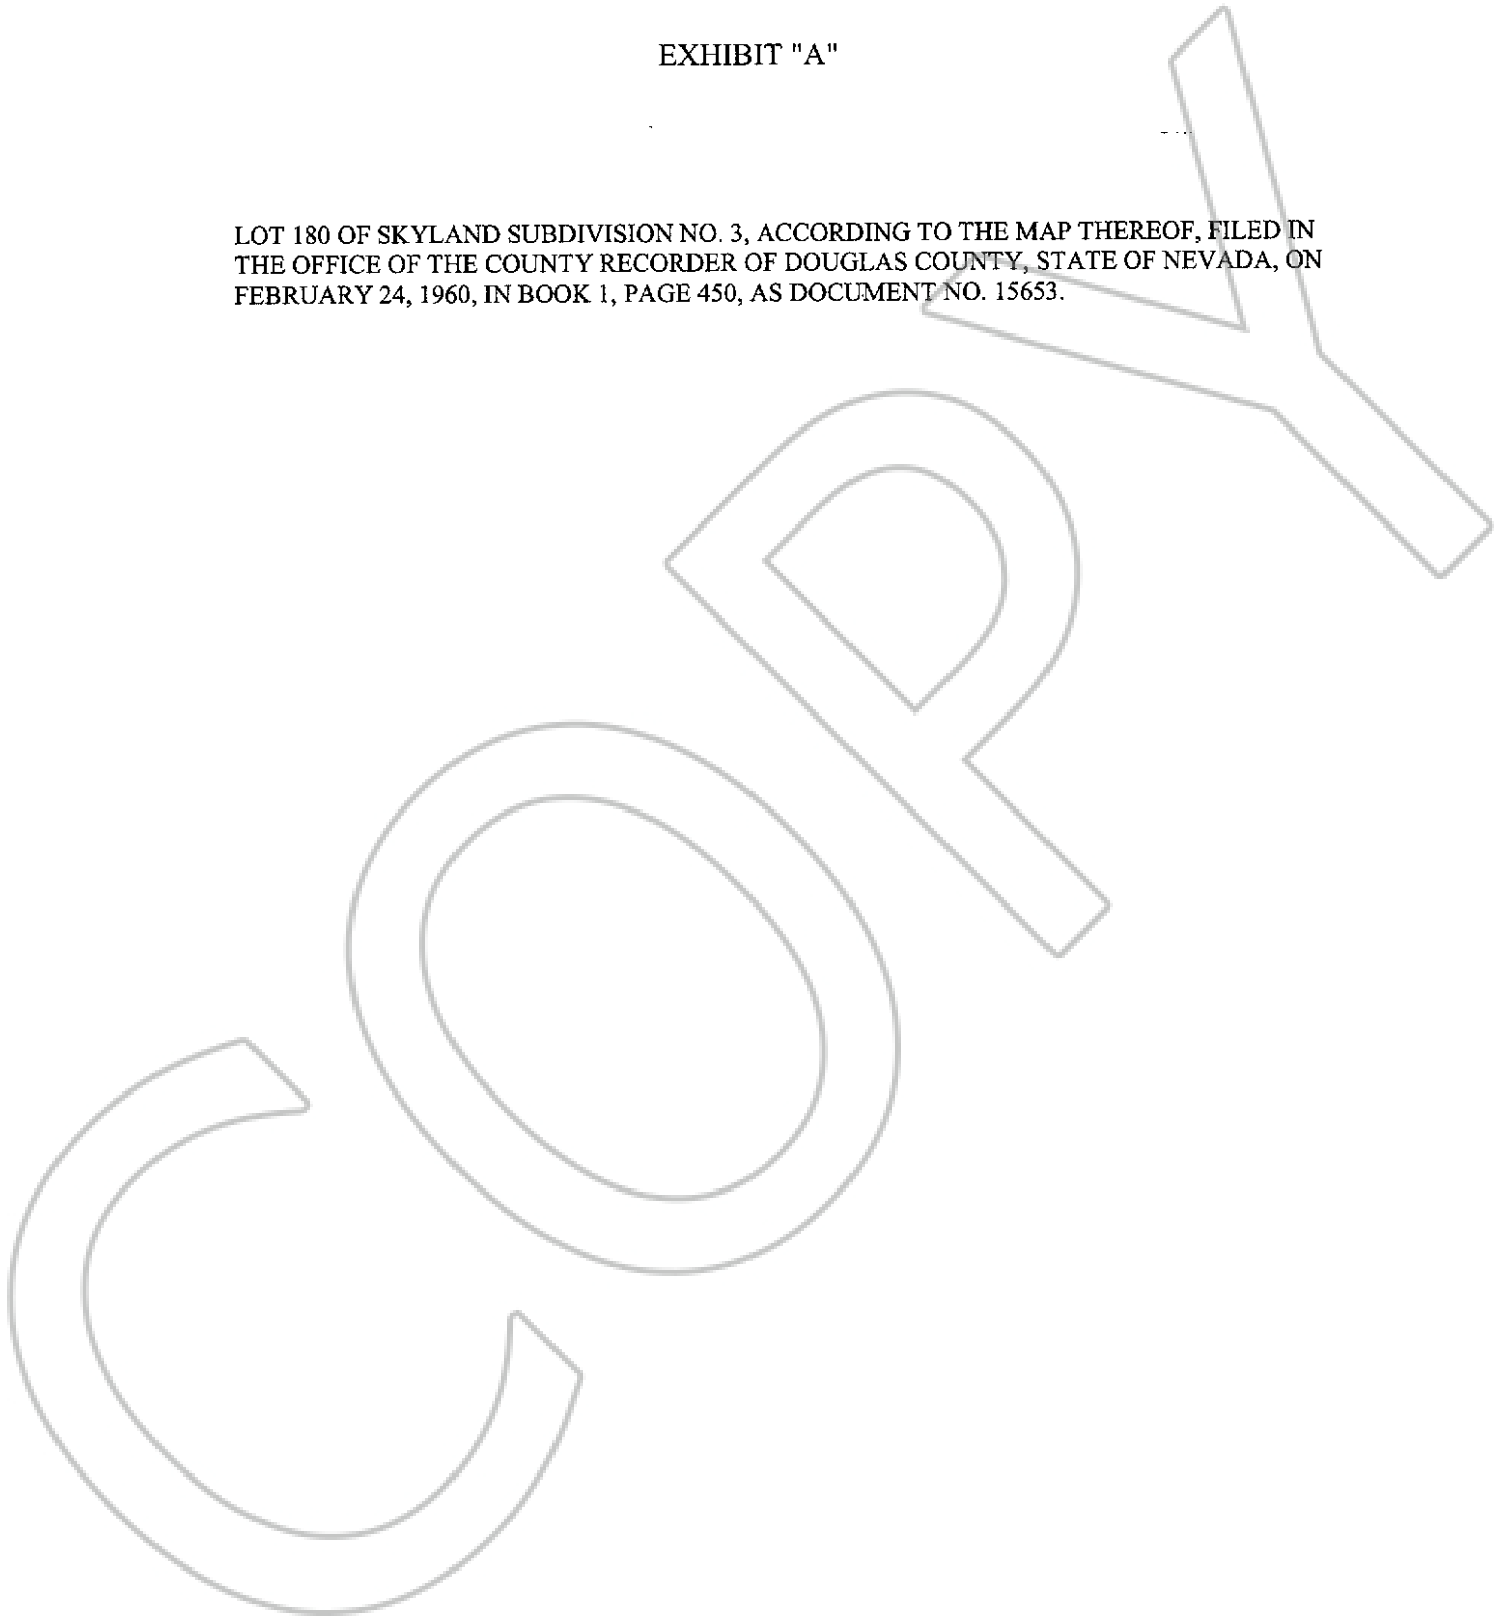 EXHIBIT "A"
LOT 180 OF SKYLAND SUBDIVISION NO. 3, ACCORDING TO THE MAP THEREOF, FILED IN
THE OFFICE OF THE COUNTY RECORDER OF DOUGLAS COUNTY, STATE OF NEVADA, ON
FEBRUARY 24, 1960, IN BOOK 1, PAGE 450, AS DOCUMENT NO. 15653.
COPY